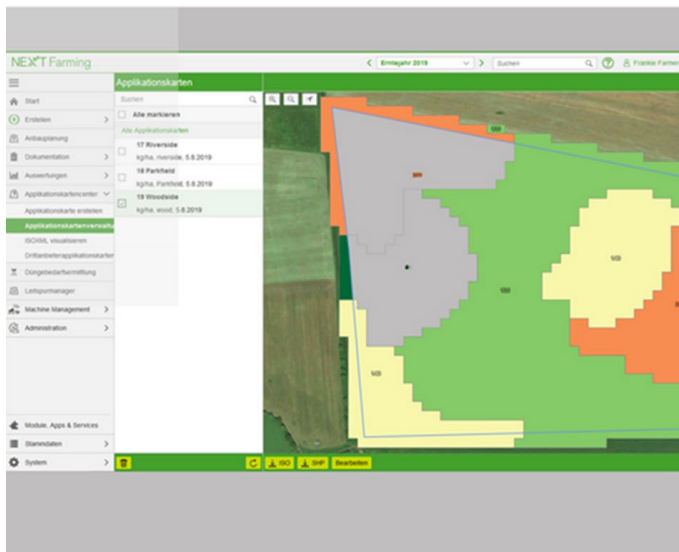 NEXT Farming
Erntejahr 2019
Suchen
Frankie Farmer
Applikationskarten
Start
Suchen
Erstellen
Alle markieren
Anbauplanung
Alle Applikationskarten
Dokumentation
17 Riverside
kg/ha, riverside, 5.8.2019
Auswertungen
18 Parkfield
kg/ha, Parkfield, 5.8.2019
Applikationskartencenter
19 Woodside
kg/ha, wood, 5.8.2019
Applikationskarte erstellen
Applikationskartenverwaltu
ISOXML visualisieren
Drittanbieterapplikationskarten
Düngebedarfsermittlung
Leitspurmanager
Machine Management
Administration
Module, Apps & Services
Stammdaten
System
ISO
SHP
Bearbeiten